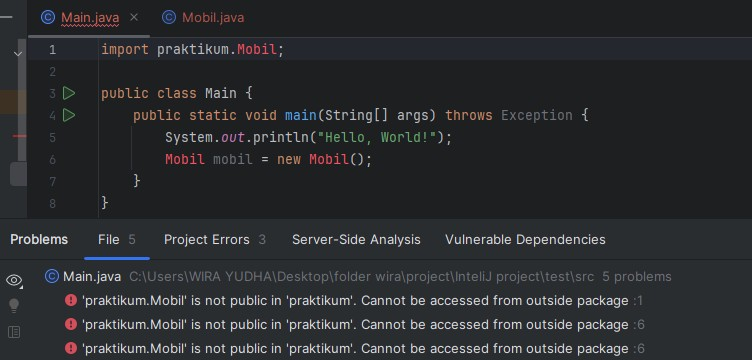 Main.java
Mobil.java
1 import praktikum.Mobil;
2
3 public class Main {
4 public static void main(String[] args) throws Exception {
5 System.out.println("Hello, World!");
6 Mobil mobil = new Mobil();
7 }
8 }
Problems File 5 Project Errors 3 Server-Side Analysis Vulnerable Dependencies
Main.java C:\Users\WIRA YUDHA\Desktop\folder wira\project\InteliJ project\test\src 5 problems
'praktikum.Mobil' is not public in 'praktikum'. Cannot be accessed from outside package :1
'praktikum.Mobil' is not public in 'praktikum'. Cannot be accessed from outside package :6
'praktikum.Mobil' is not public in 'praktikum'. Cannot be accessed from outside package :6